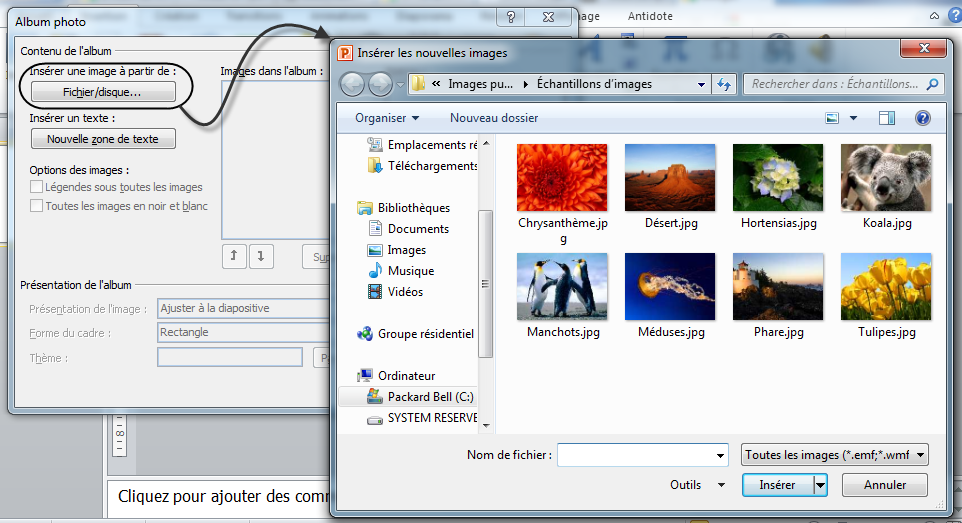 Album photo
Antidote
Contenu de l'album
Insérer une image à partir de :
Fichier/disque...
Insérer un texte :
Nouvelle zone de texte
Options des images :
Légendes sous toutes les images
Toutes les images en noir et blanc
Images dans l'album :
Présentation de l'album
Présentation de l'image :
Ajuster à la diapositive
Forme du cadre :
Rectangle
Thème :
8
Cliquez pour ajouter des com
Insérer les nouvelles images
« Images pu... Échantillons d'images
Rechercher dans : Échantillons...
Organiser
Nouveau dossier
Emplacements ré
Téléchargements
Bibliothèques
Documents
Images
Musique
Vidéos
Groupe résidentiel
Ordinateur
Packard Bell (C:)
SYSTEM RESERVE
Chrysanthème.jp
g
Désert.jpg
Hortensias.jpg
Koala.jpg
Manchots.jpg
Méduses.jpg
Phare.jpg
Tulipes.jpg
Nom de fichier :
Toutes les images (*.emf;*.wmf
Outils
Insérer
Annuler